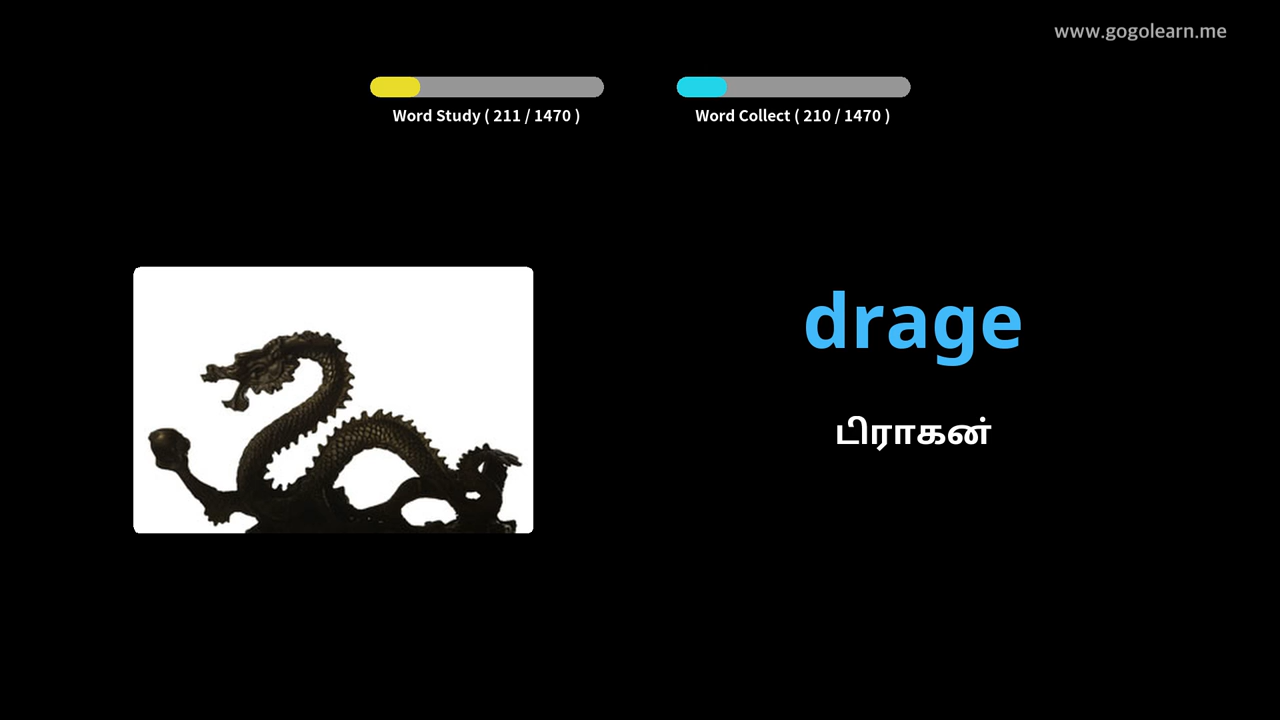 www.gogolearn.me
Word Study ( 211 / 1470 )
Word Collect ( 210 / 1470 )
drage
பிராகன்